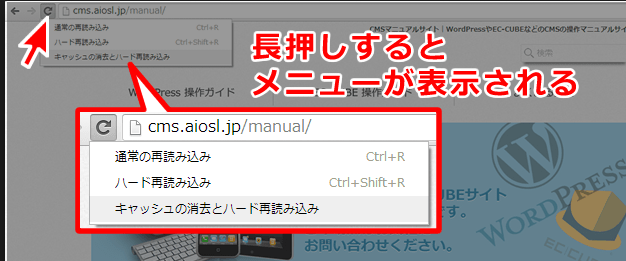 cms.aiosl.jp/manual/
通常の再読み込み Ctrl+R
ハード再読み込み Ctrl+Shift+R
キャッシュの消去とハード再読み込み
CMSマニュアルサイト｜WordPressやEC-CUBEなどのCMSの操作マニュアルサイ
検索
長押しすると
メニューが表示される
Press 操作ガイド
BE 操作ガイド
cms.aiosl.jp/manual/
通常の再読み込み Ctrl+R
ハード再読み込み Ctrl+Shift+R
キャッシュの消去とハード再読み込み
UBEサイト
です。
お問い合わせください。
WORDPRESS
EC-CUBE